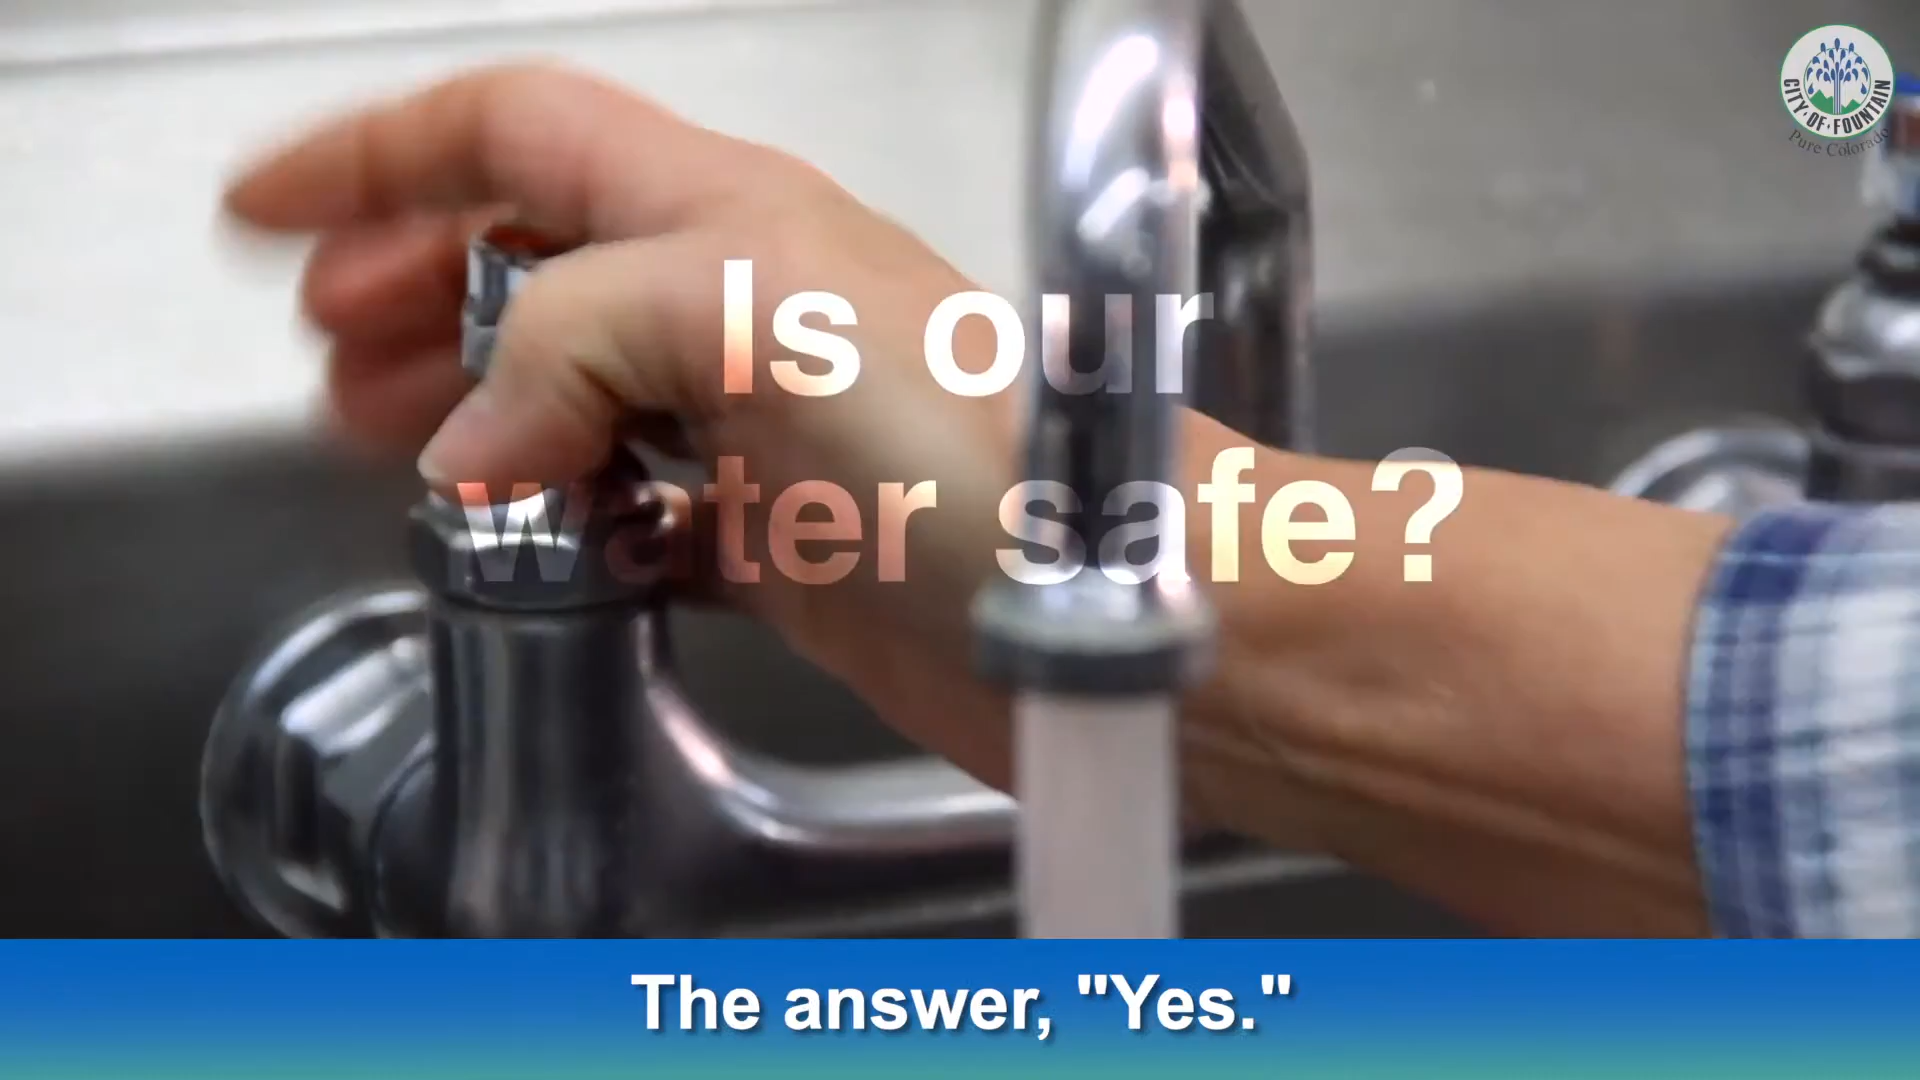 CITY OF FOUNTAIN
Pure Colorado
Is our
water safe?
The answer, "Yes."